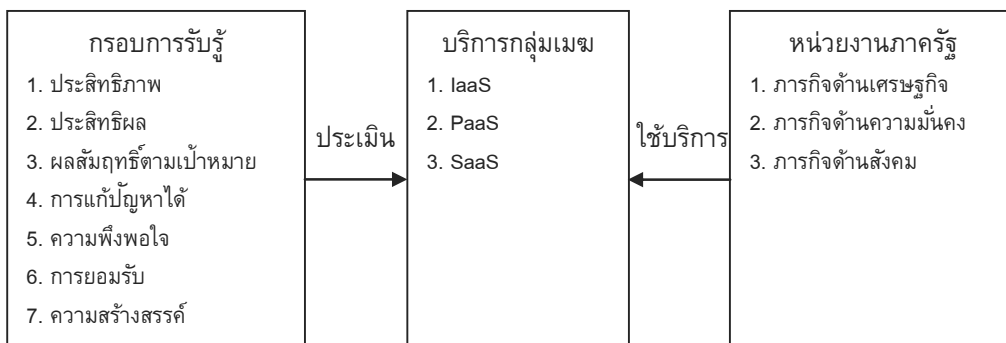 กรอบการรับรู้
1. ประสิทธิภาพ
2. ประสิทธิผล
3. ผลสัมฤทธิ์ตามเป้าหมาย
4. การแก้ปัญหาได้
5. ความพึงพอใจ
6. การยอมรับ
7. ความสร้างสรรค์
ประเมิน
บริการกลุ่มเมฆ
1. IaaS
2. PaaS
3. SaaS
ใช้บริการ
หน่วยงานภาครัฐ
1. ภารกิจด้านเศรษฐกิจ
2. ภารกิจด้านความมั่นคง
3. ภารกิจด้านสังคม